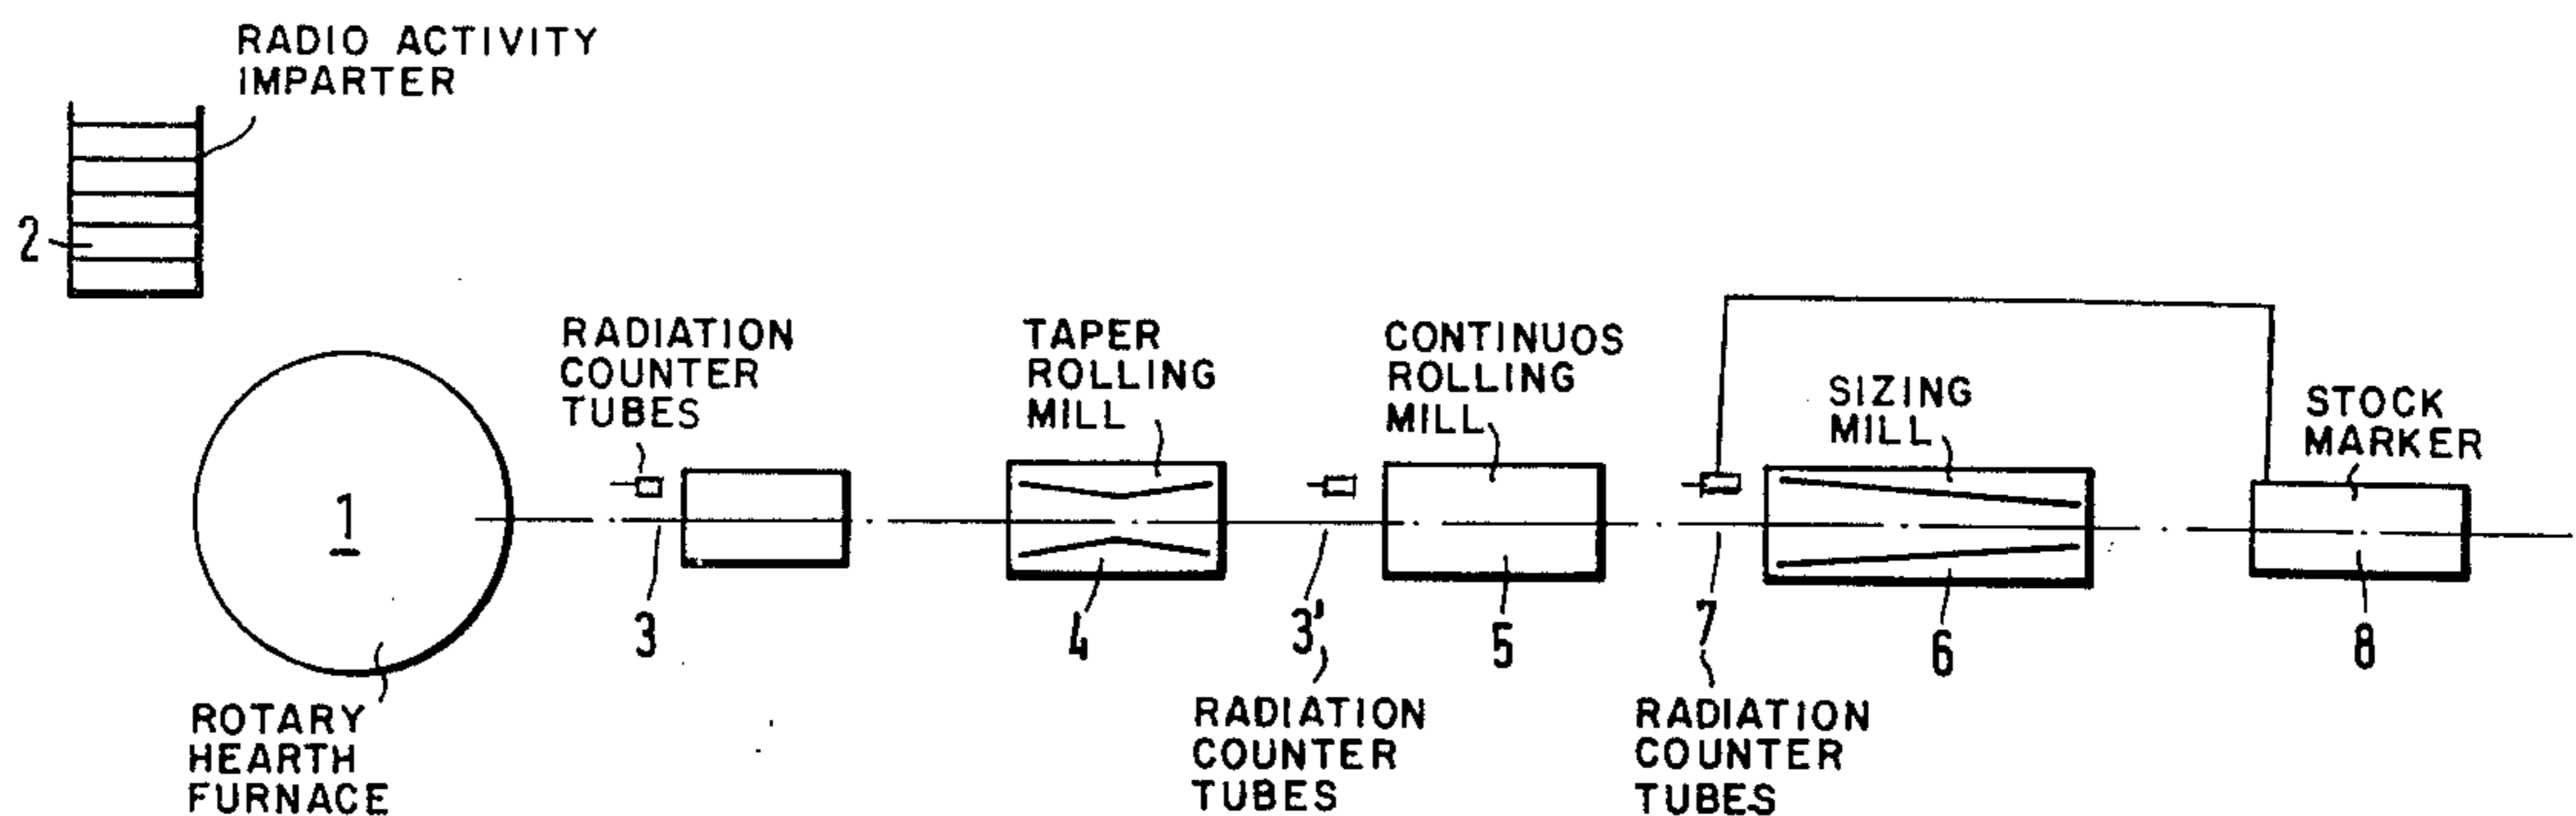 RADIO ACTIVITY
IMPARTER
2
RADIATION
COUNTER
TUBES
TAPER
ROLLING
MILL
CONTINUOS
ROLLING
MILL
SIZING
MILL
STOCK
MARKER
1
3
4
3'
5
7
6
8
ROTARY
HEARTH
FURNACE
RADIATION
COUNTER
TUBES
RADIATION
COUNTER
TUBES